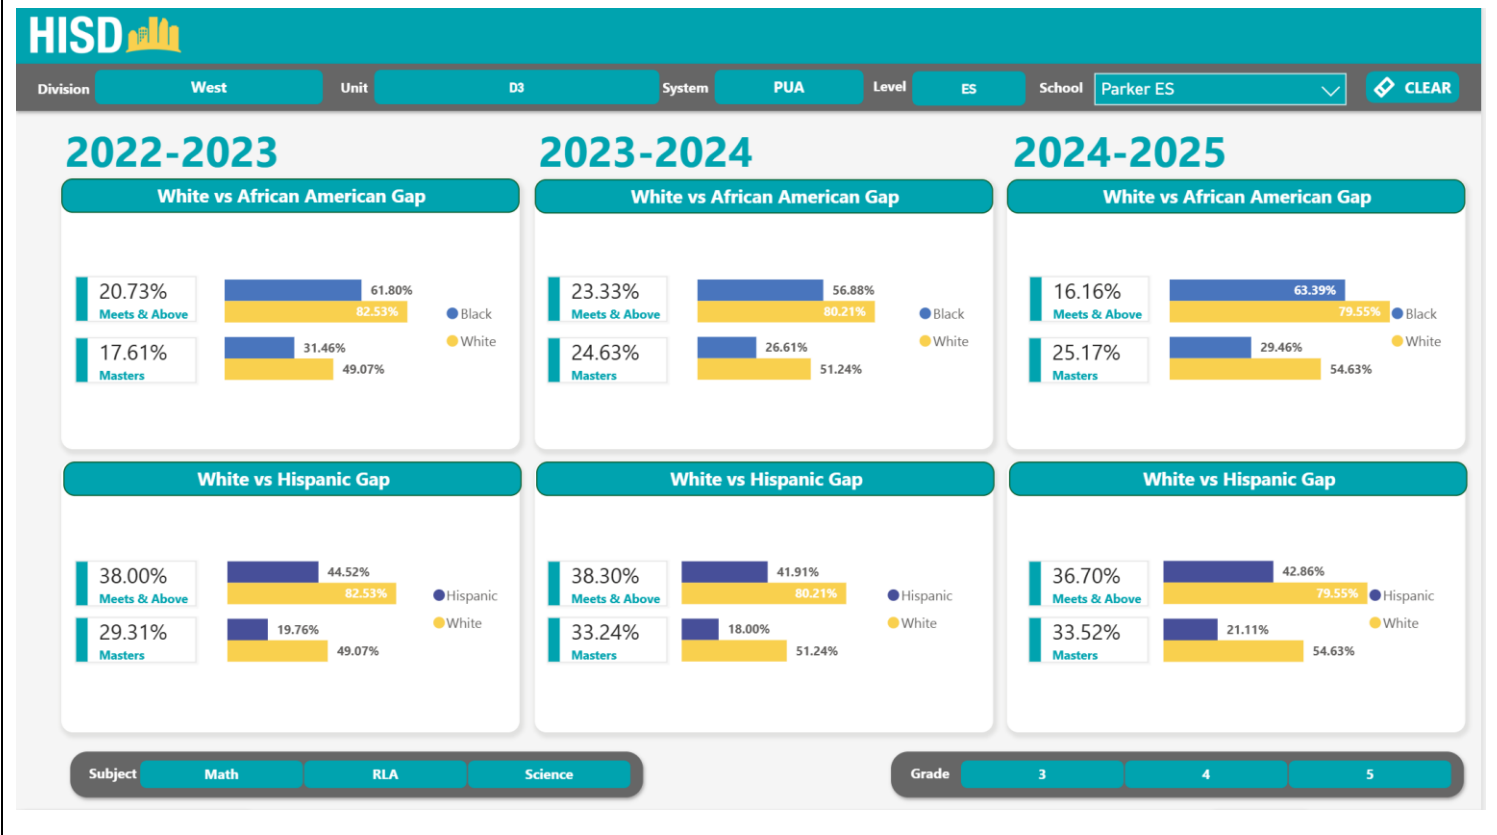 HISD
Division West Unit D3 System PUA Level ES School Parker ES CLEAR
2022-2023
White vs African American Gap
20.73%
Meets & Above
17.61%
Masters
61.80%
82.53%
31.46%
49.07%
Black
White
White vs Hispanic Gap
38.00%
Meets & Above
29.31%
Masters
44.52%
82.53%
19.76%
49.07%
Hispanic
White
2023-2024
White vs African American Gap
23.33%
Meets & Above
24.63%
Masters
56.88%
80.21%
26.61%
51.24%
Black
White
White vs Hispanic Gap
38.30%
Meets & Above
33.24%
Masters
41.91%
80.21%
18.00%
51.24%
Hispanic
White
2024-2025
White vs African American Gap
16.16%
Meets & Above
25.17%
Masters
63.39%
79.55%
29.46%
54.63%
Black
White
White vs Hispanic Gap
36.70%
Meets & Above
33.52%
Masters
42.86%
79.55%
21.11%
54.63%
Hispanic
White
Subject Math RLA Science
Grade 3 4 5